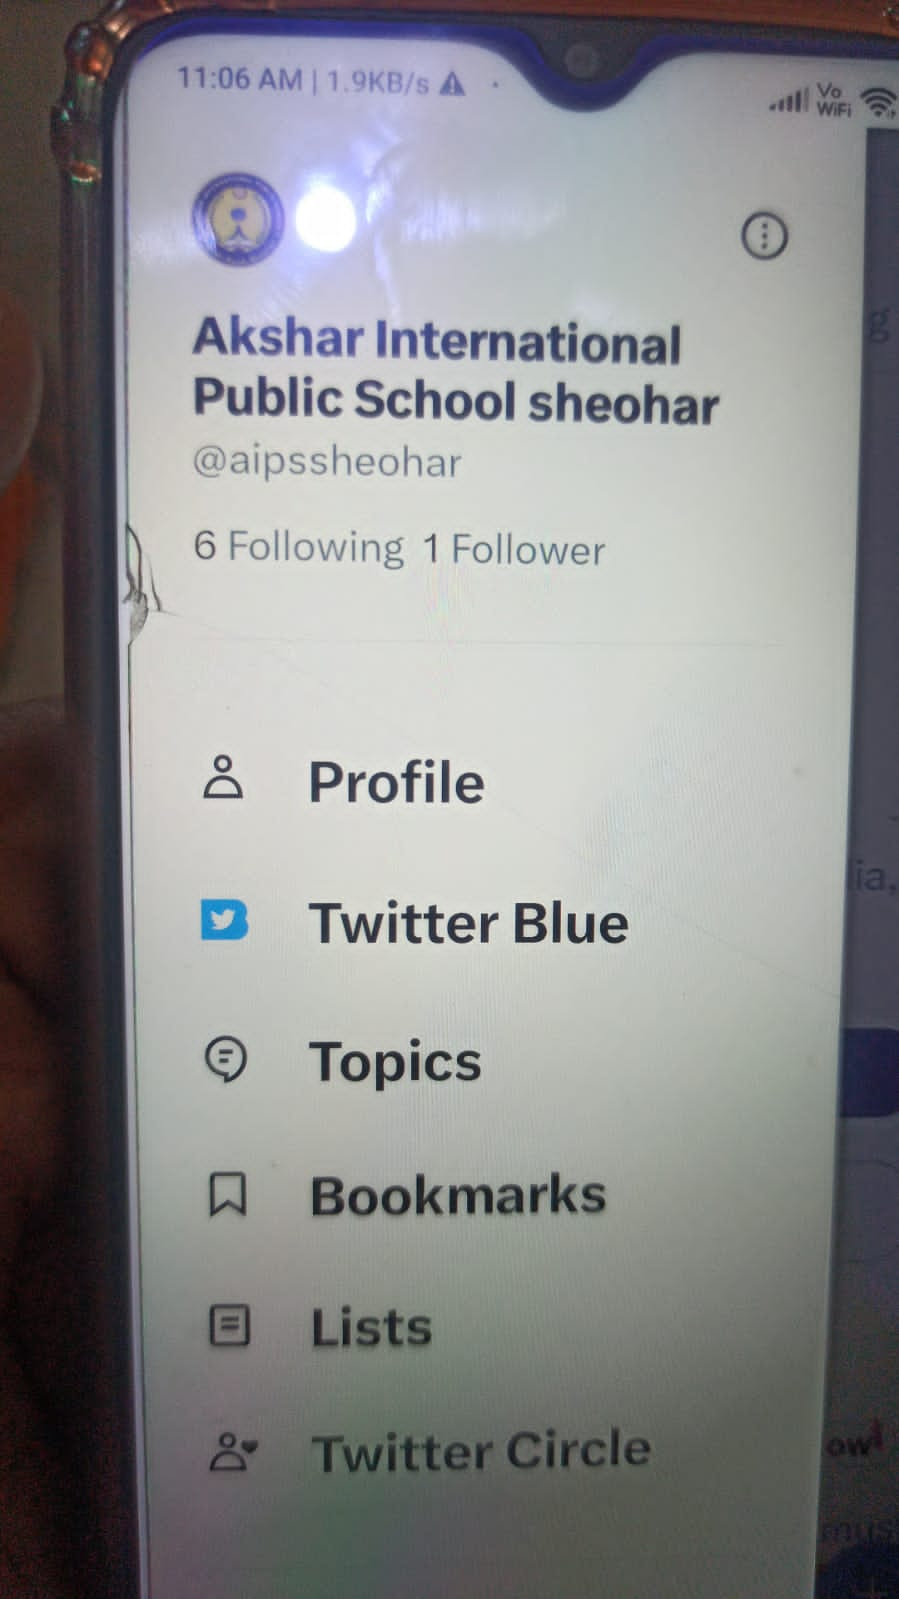 11:06 AM | 1.9KB/s
Vo
WiFi
Akshar International
Public School sheohar
@aipssheohar
6 Following 1 Follower
Profile
Twitter Blue
Topics
Bookmarks
Lists
Twitter Circle